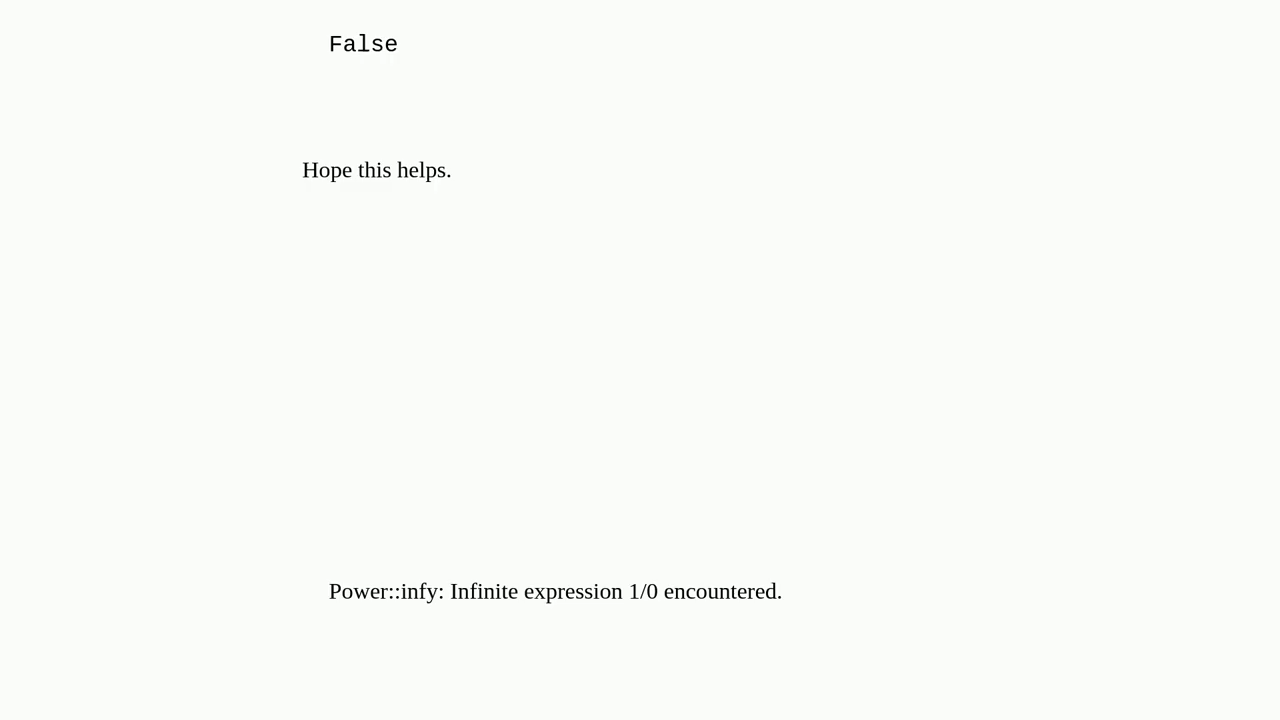 False
Hope this helps.
Power::infy: Infinite expression 1/0 encountered.